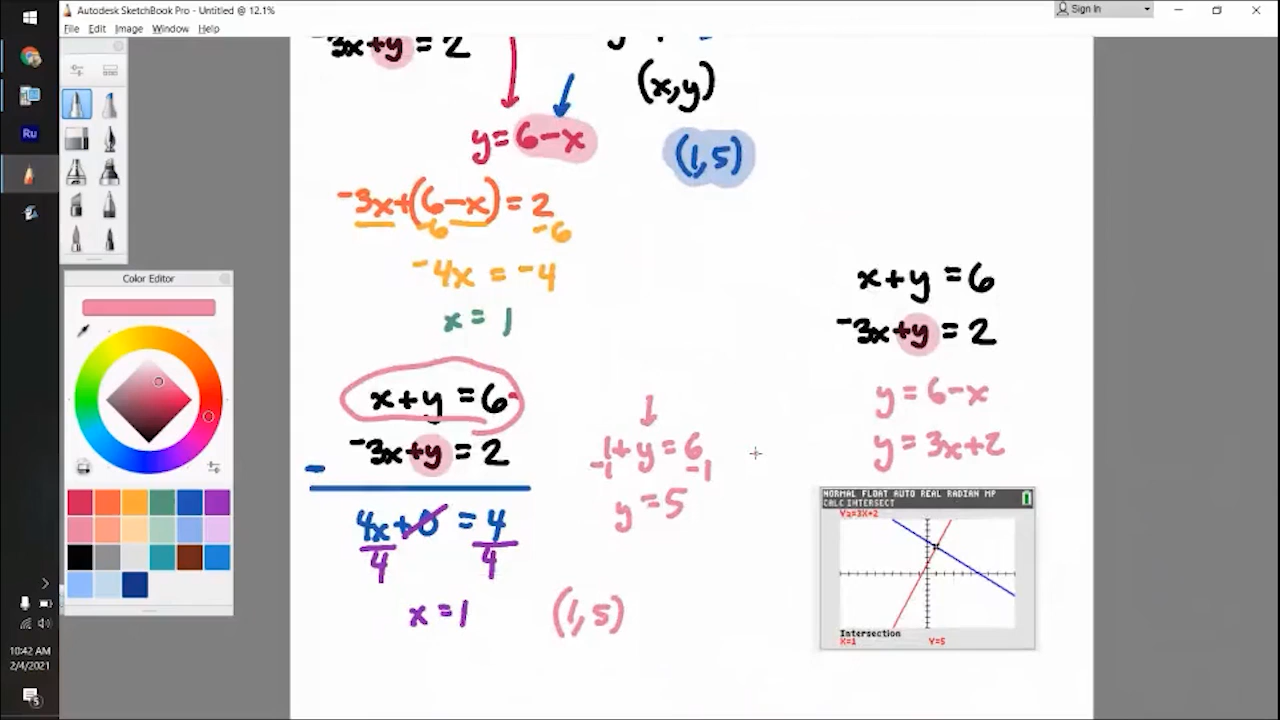 Autodesk SketchBook Pro - Untitled @ 12.1%
Sign In
File Edit Image Window Help
-3x+y = 2
(x,y)
y = 6-x
(1,5)
-3x+(6-x) = 2
-6 -6
-4x = -4
x = 1
x+y = 6
-3x+y = 2
-
4x+0 = 4
4 4
x = 1
1+y = 6
-1 -1
y = 5
(1,5)
x+y = 6
-3x+y = 2
y = 6-x
y = 3x+2
NORMAL FLOAT AUTO REAL RADIAN MP
CALC INTERSECT
Y2=3X+2
Intersection
X=1 Y=5
Color Editor
Ru
10:42 AM
2/4/2021
5